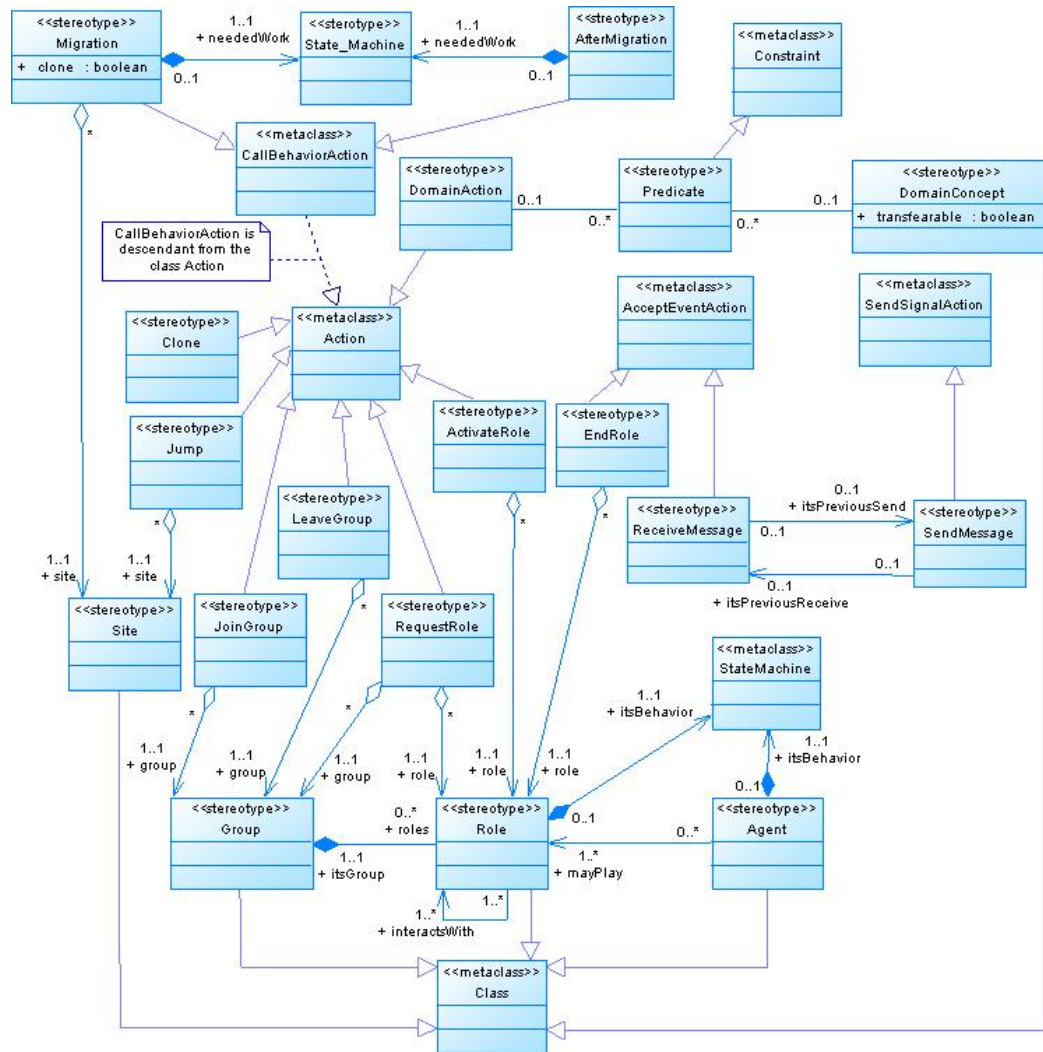 <<stereotype>>
Migration
+ clone : boolean
1..1
+ neededWork
0..1
<<sterotype>>
State_Machine
1..1
+ neededWork
0..1
<<streotype>>
AfterMigration
<<metaclass>>
Constraint
*
<<metaclass>>
CallBehaviorAction
<<stereotype>>
DomainAction
0..1
0..*
<<stereotype>>
Predicate
0..1
0..*
<<stereotype>>
DomainConcept
+ transfearable : boolean
CallBehaviorAction is
descendant from the
class Action
<<stereotype>>
Clone
<<metaclass>>
Action
<<metaclass>>
AcceptEventAction
<<metaclass>>
SendSignalAction
<<stereotype>>
Jump
*
<<stereotype>>
ActivateRole
*
<<stereotype>>
EndRole
*
<<stereotype>>
LeaveGroup
*
<<stereotype>>
ReceiveMessage
0..1
+ itsPreviousSend
0..1
<<stereotype>>
SendMessage
0..1
0..1
+ itsPreviousReceive
1..1
+ site
1..1
+ site
<<stereotype>>
Site
<<stereotype>>
JoinGroup
*
<<stereotype>>
RequestRole
*
*
<<metaclass>>
StateMachine
1..1
+ itsBehavior
1..1
+ itsBehavior
1..1
+ group
1..1
+ group
1..1
+ group
1..1
+ role
1..1
+ role
1..1
+ role
<<stereotype>>
Group
0..*
+ roles
1..1
+ itsGroup
<<stereotype>>
Role
0..1
0..1
0..*
1..*
+ mayPlay
<<stereotype>>
Agent
1..*
1..*
+ interactsWith
<<metaclass>>
Class